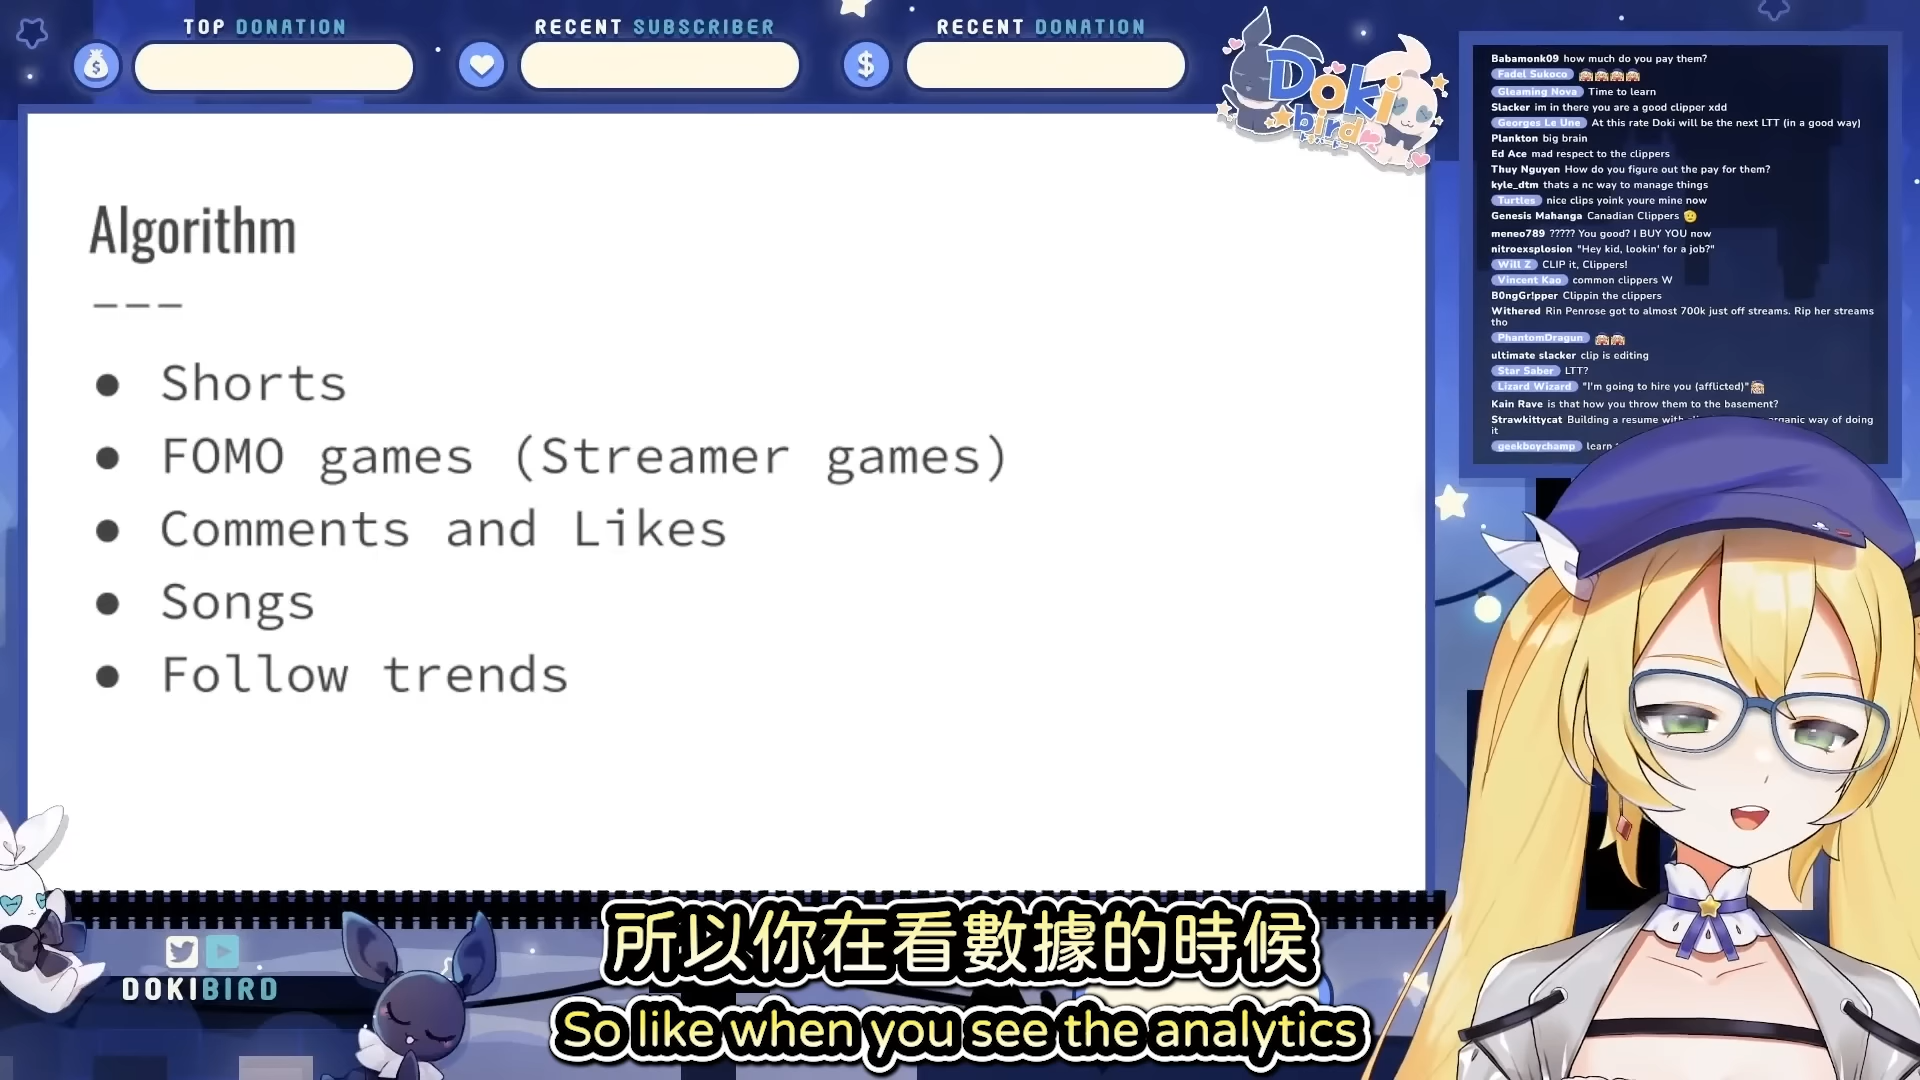 TOP DONATION
RECENT SUBSCRIBER
RECENT DONATION
Doki
bird
Algorithm
---
● Shorts
● FOMO games (Streamer games)
● Comments and Likes
● Songs
● Follow trends
Babamonk09 how much do you pay them?
Fadel Sukoco
Gleaming Nova Time to learn
Slacker im in there you are a good clipper xdd
Georges Le Une At this rate Doki will be the next LTT (in a good way)
Plankton big brain
Ed Ace mad respect to the clippers
Thuy Nguyen How do you figure out the pay for them?
kyle_dtm thats a nc way to manage things
Turtles nice clips yoink youre mine now
Genesis Mahanga Canadian Clippers
meneo789 ????? You good? I BUY YOU now
nitroexsplosion "Hey kid, lookin' for a job?"
Will Z CLIP it, Clippers!
Vincent Kao common clippers W
B0ngGr!pper Clippin the clippers
Withered Rin Penrose got to almost 700k just off streams. Rip her streams
tho
PhantomDragun
ultimate slacker clip is editing
Star Saber LTT?
Lizard Wizard "I'm going to hire you (afflicted)"
Kain Rave is that how you throw them to the basement?
Strawkittycat Building a resume with organic way of doing
it
geekboychamp learn
DOKIBIRD
所以你在看數據的時候
So like when you see the analytics